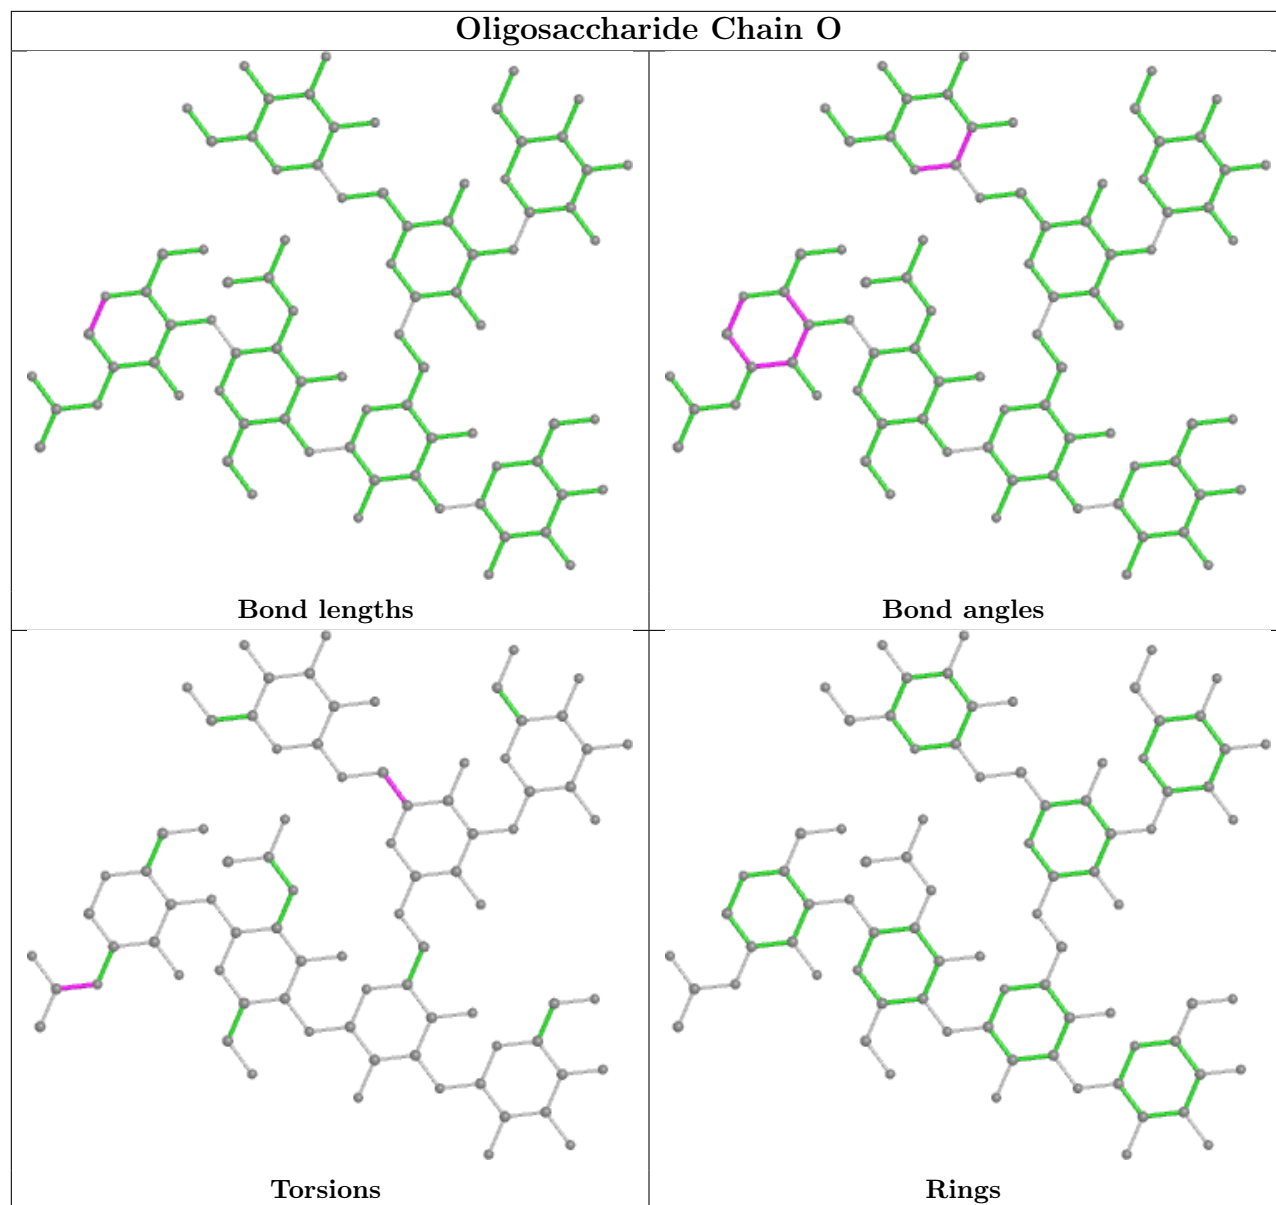 Oligosaccharide Chain O
Bond lengths
Bond angles
Torsions
Rings